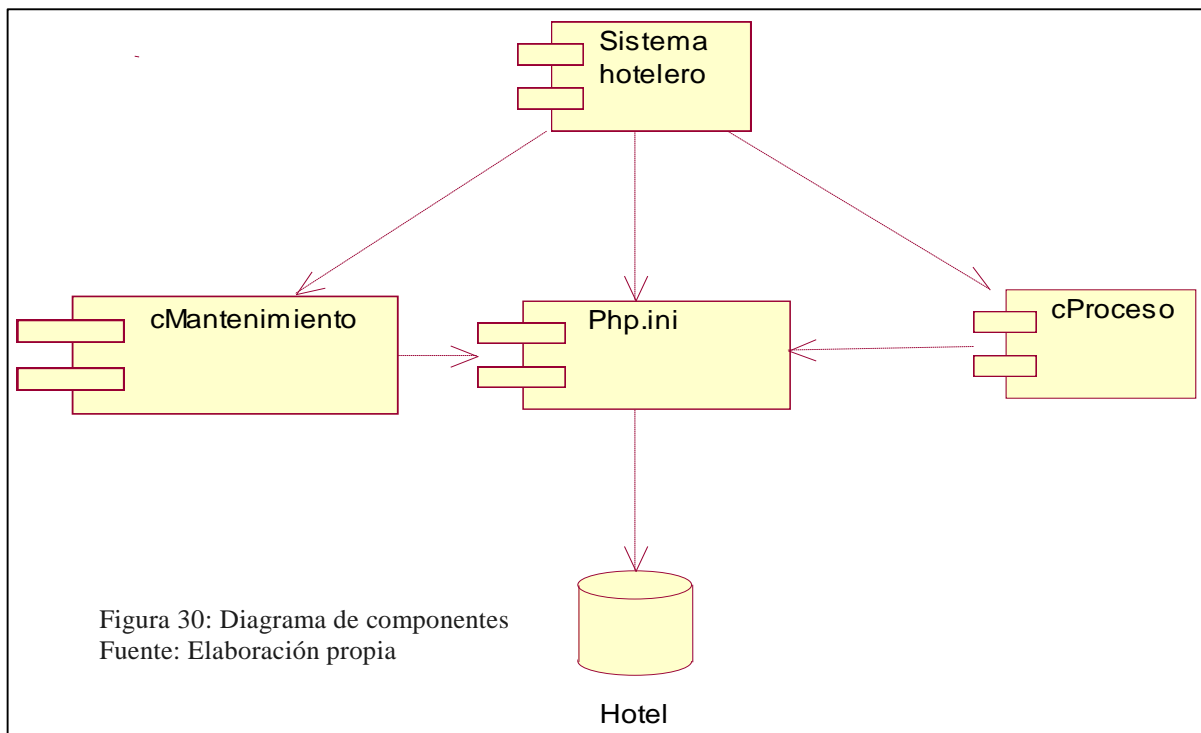 Sistema
hotelero
cMantenimiento
Php.ini
cProceso
Figura 30: Diagrama de componentes
Fuente: Elaboración propia
Hotel